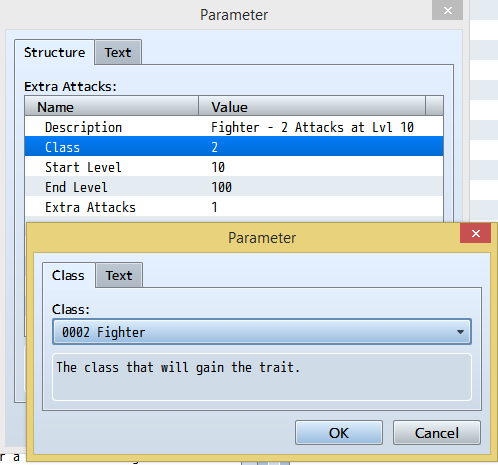 Parameter
Structure Text
Extra Attacks:
Name Value
Description Fighter - 2 Attacks at Lvl 10
Class 2
Start Level 10
End Level 100
Extra Attacks 1
Parameter
Class Text
Class:
0002 Fighter
The class that will gain the trait.
OK Cancel